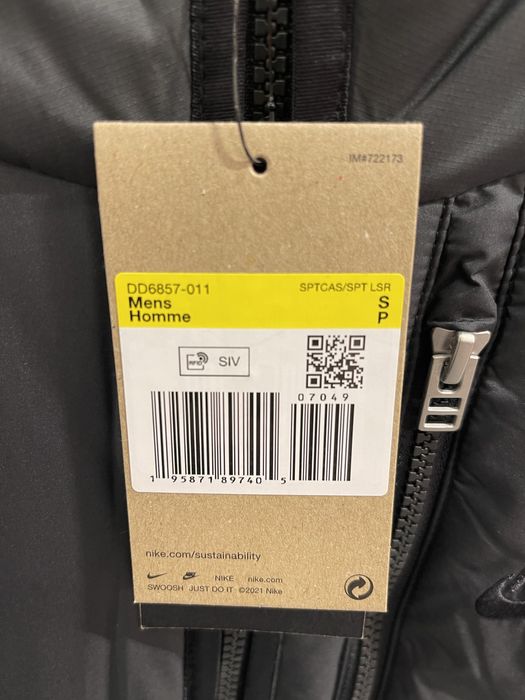 IM#722173
DD6857-011 SPTCAS/SPT LSR
Mens S
Homme P
RFID SIV
07049
1 95871 89740 5
nike.com/sustainability
NIKE nike.com
SWOOSH JUST DO IT ©2021 Nike